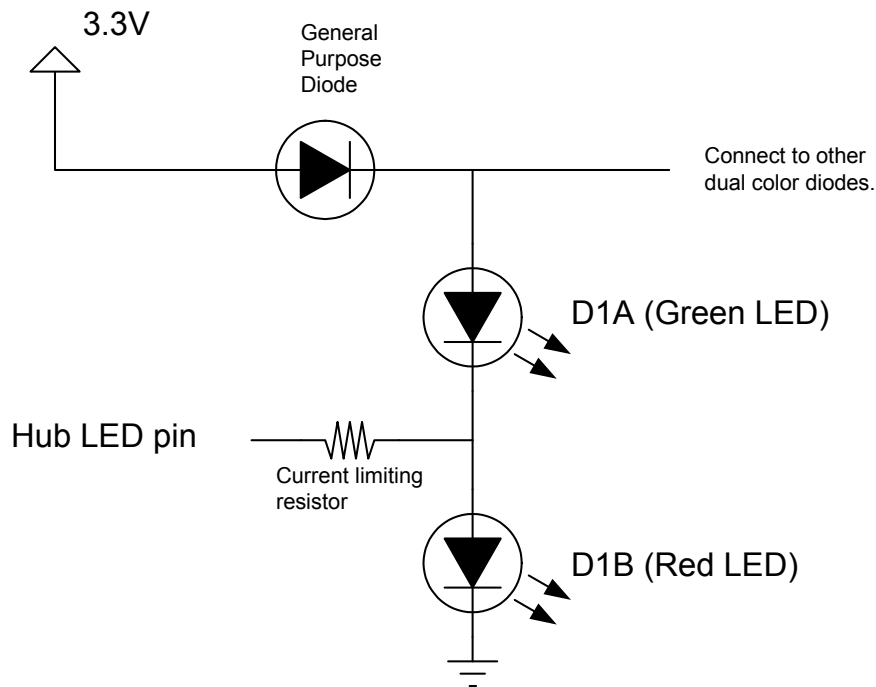 3.3V
General
Purpose
Diode
Connect to other
dual color diodes.
D1A (Green LED)
Hub LED pin
Current limiting
resistor
D1B (Red LED)